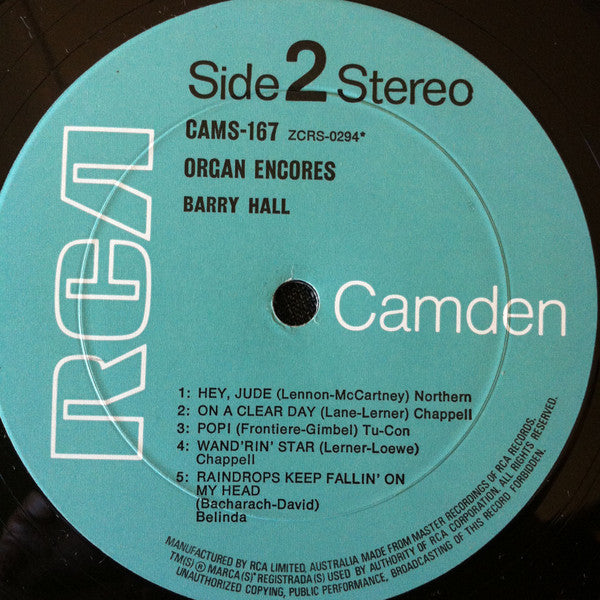 Side 2 Stereo
CAMS-167 ZCRS-0294*
ORGAN ENCORES
BARRY HALL
RCA
Camden
1: HEY, JUDE (Lennon-McCartney) Northern
2: ON A CLEAR DAY (Lane-Lerner) Chappell
3: POPI (Frontiere-Gimbel) Tu-Con
4: WAND'RIN' STAR (Lerner-Loewe)
Chappell
5: RAINDROPS KEEP FALLIN' ON
MY HEAD
(Bacharach-David)
Belinda
MANUFACTURED BY RCA LIMITED, AUSTRALIA MADE FROM MASTER RECORDINGS OF RCA RECORDS.
TM(S) ® MARCA(S) REGISTRADA(S) USED BY AUTHORITY OF RCA CORPORATION. ALL RIGHTS RESERVED.
UNAUTHORIZED COPYING, PUBLIC PERFORMANCE, BROADCASTING OF THIS RECORD FORBIDDEN.